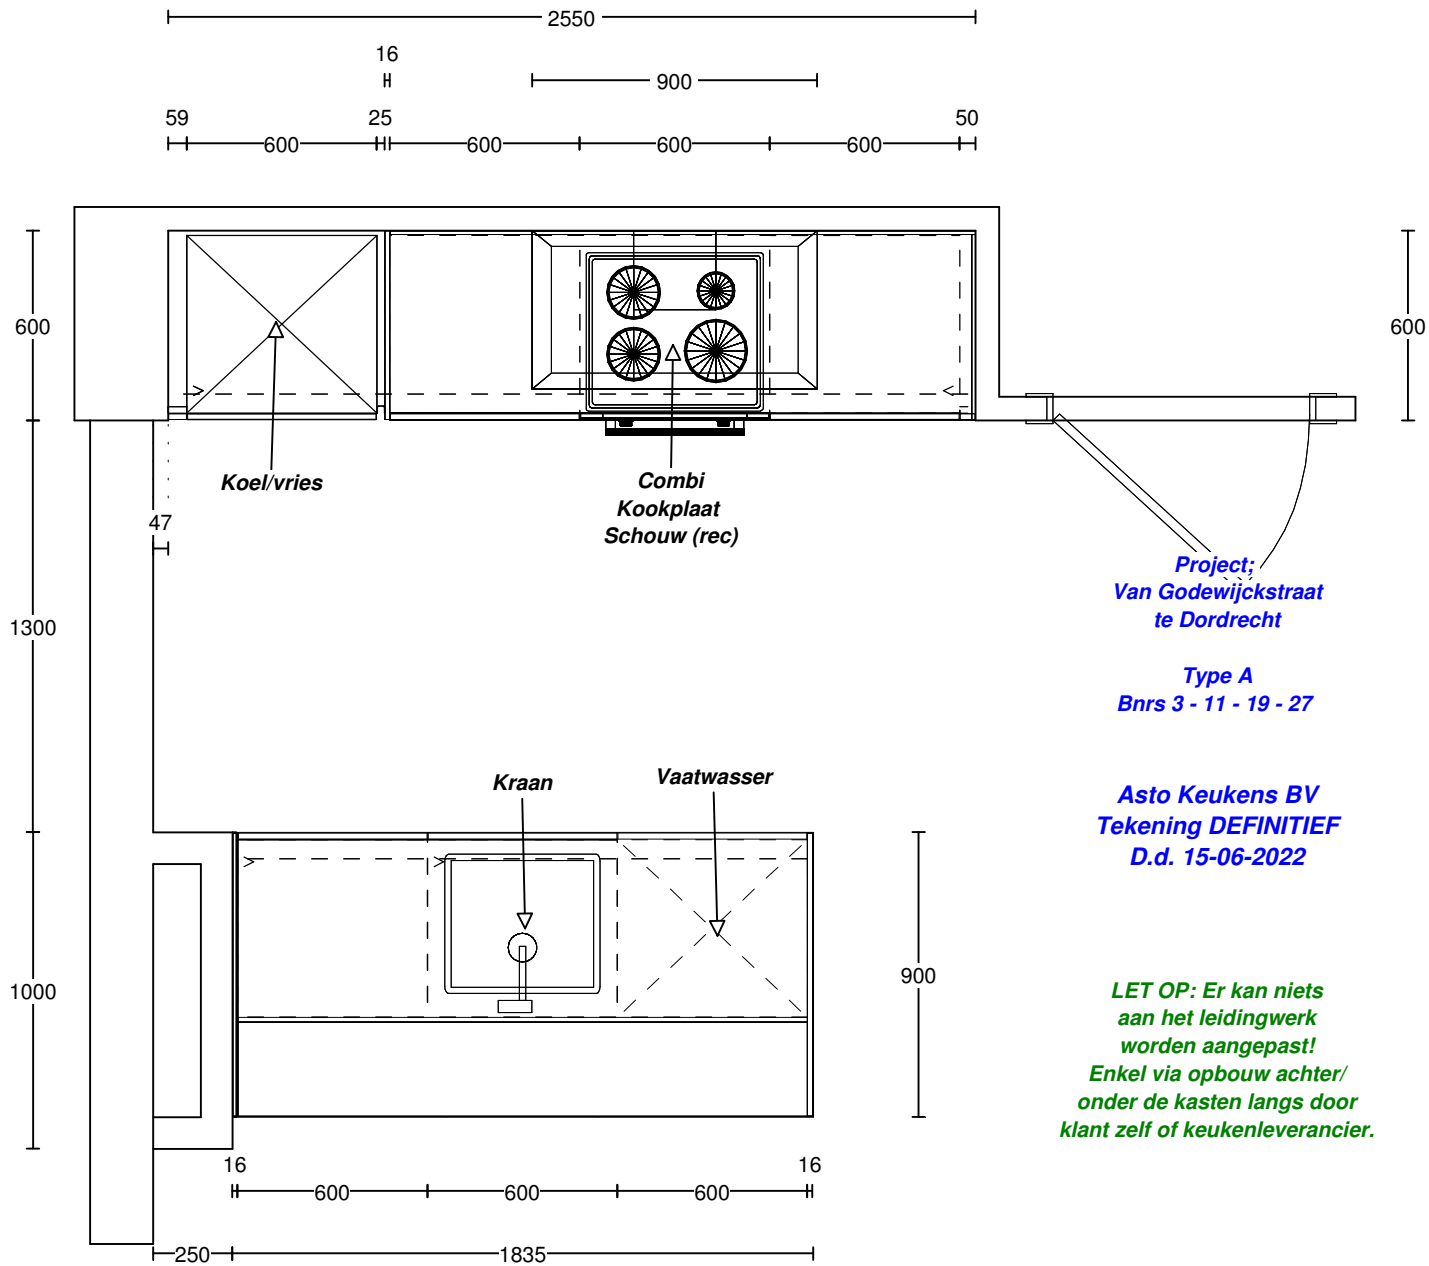 2550
16
900
59
25
50
600
600
600
600
600
600
Koel/vries
Combi
Kookplaat
Schouw (rec)
47
Project;
Van Godewijckstraat
te Dordrecht
1300
Type A
Bnrs 3 - 11 - 19 - 27
Kraan
Vaatwasser
Asto Keukens BV
Tekening DEFINITIEF
D.d. 15-06-2022
1000
900
LET OP: Er kan niets
aan het leidingwerk
worden aangepast!
Enkel via opbouw achter/
onder de kasten langs door
klant zelf of keukenleverancier.
16
16
600
600
600
250
1835